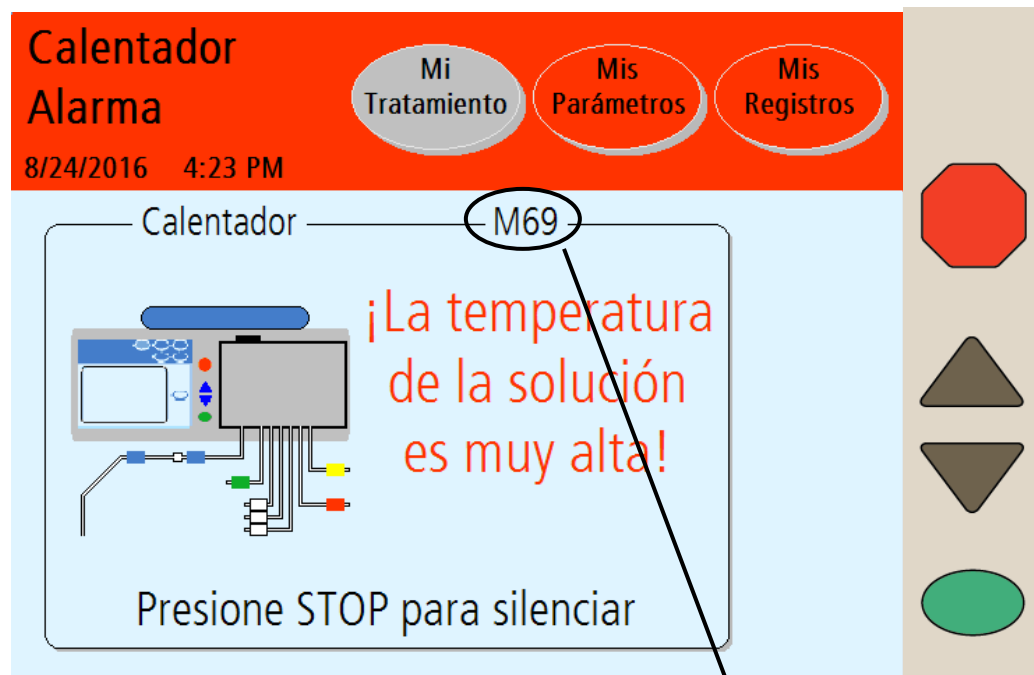 Calentador
Alarma
8/24/2016 4:23 PM
Mi
Tratamiento
Mis
Parámetros
Mis
Registros
Calentador M69
¡La temperatura
de la solución
es muy alta!
Presione STOP para silenciar